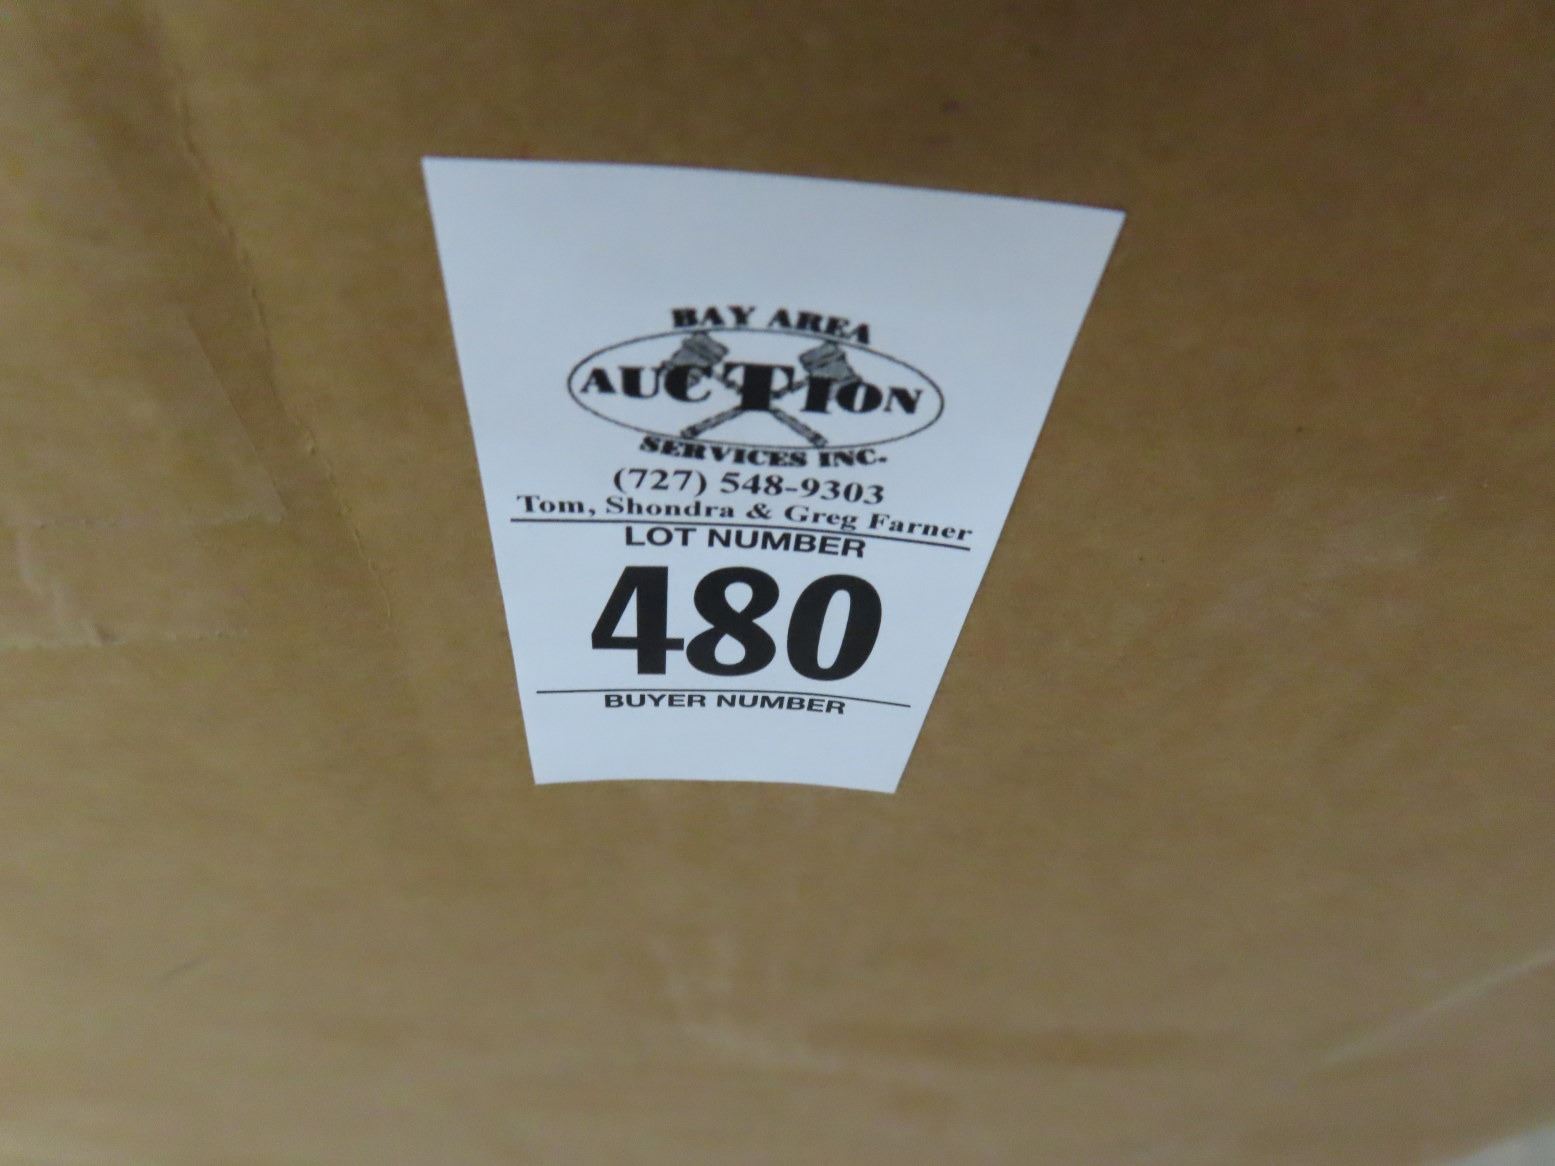 BAY AREA
AUCTION
SERVICES INC.
(727) 548-9303
Tom, Shondra & Greg Farner
LOT NUMBER
480
BUYER NUMBER